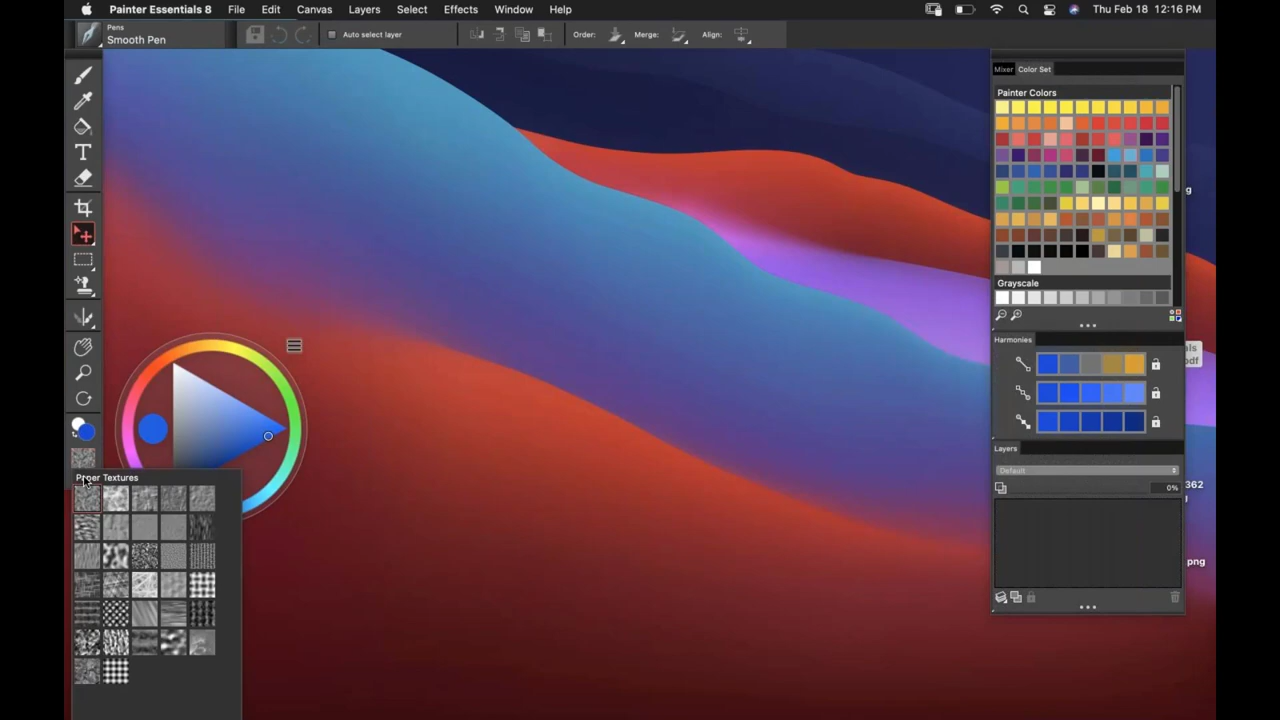 Painter Essentials 8 File Edit Canvas Layers Select Effects Window Help Thu Feb 18 12:16 PM
Pens
Smooth Pen
Auto select layer Order: Merge: Align:
Mixer Color Set
Painter Colors
Grayscale
Harmonies
Layers
Default
0%
Paper Textures
g
als
pdf
362
g
png
T